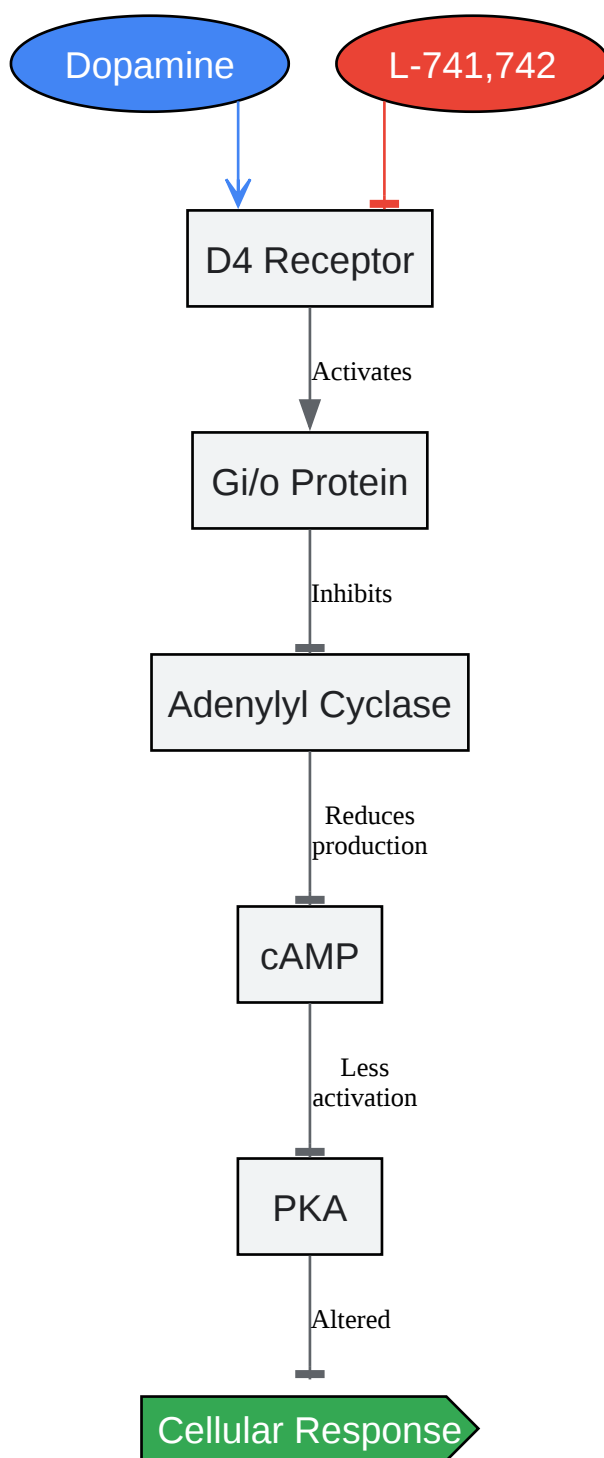 Dopamine
L-741,742
D4 Receptor
Activates
Gi/o Protein
Inhibits
Adenylyl Cyclase
Reduces
production
cAMP
Less
activation
PKA
Altered
Cellular Response